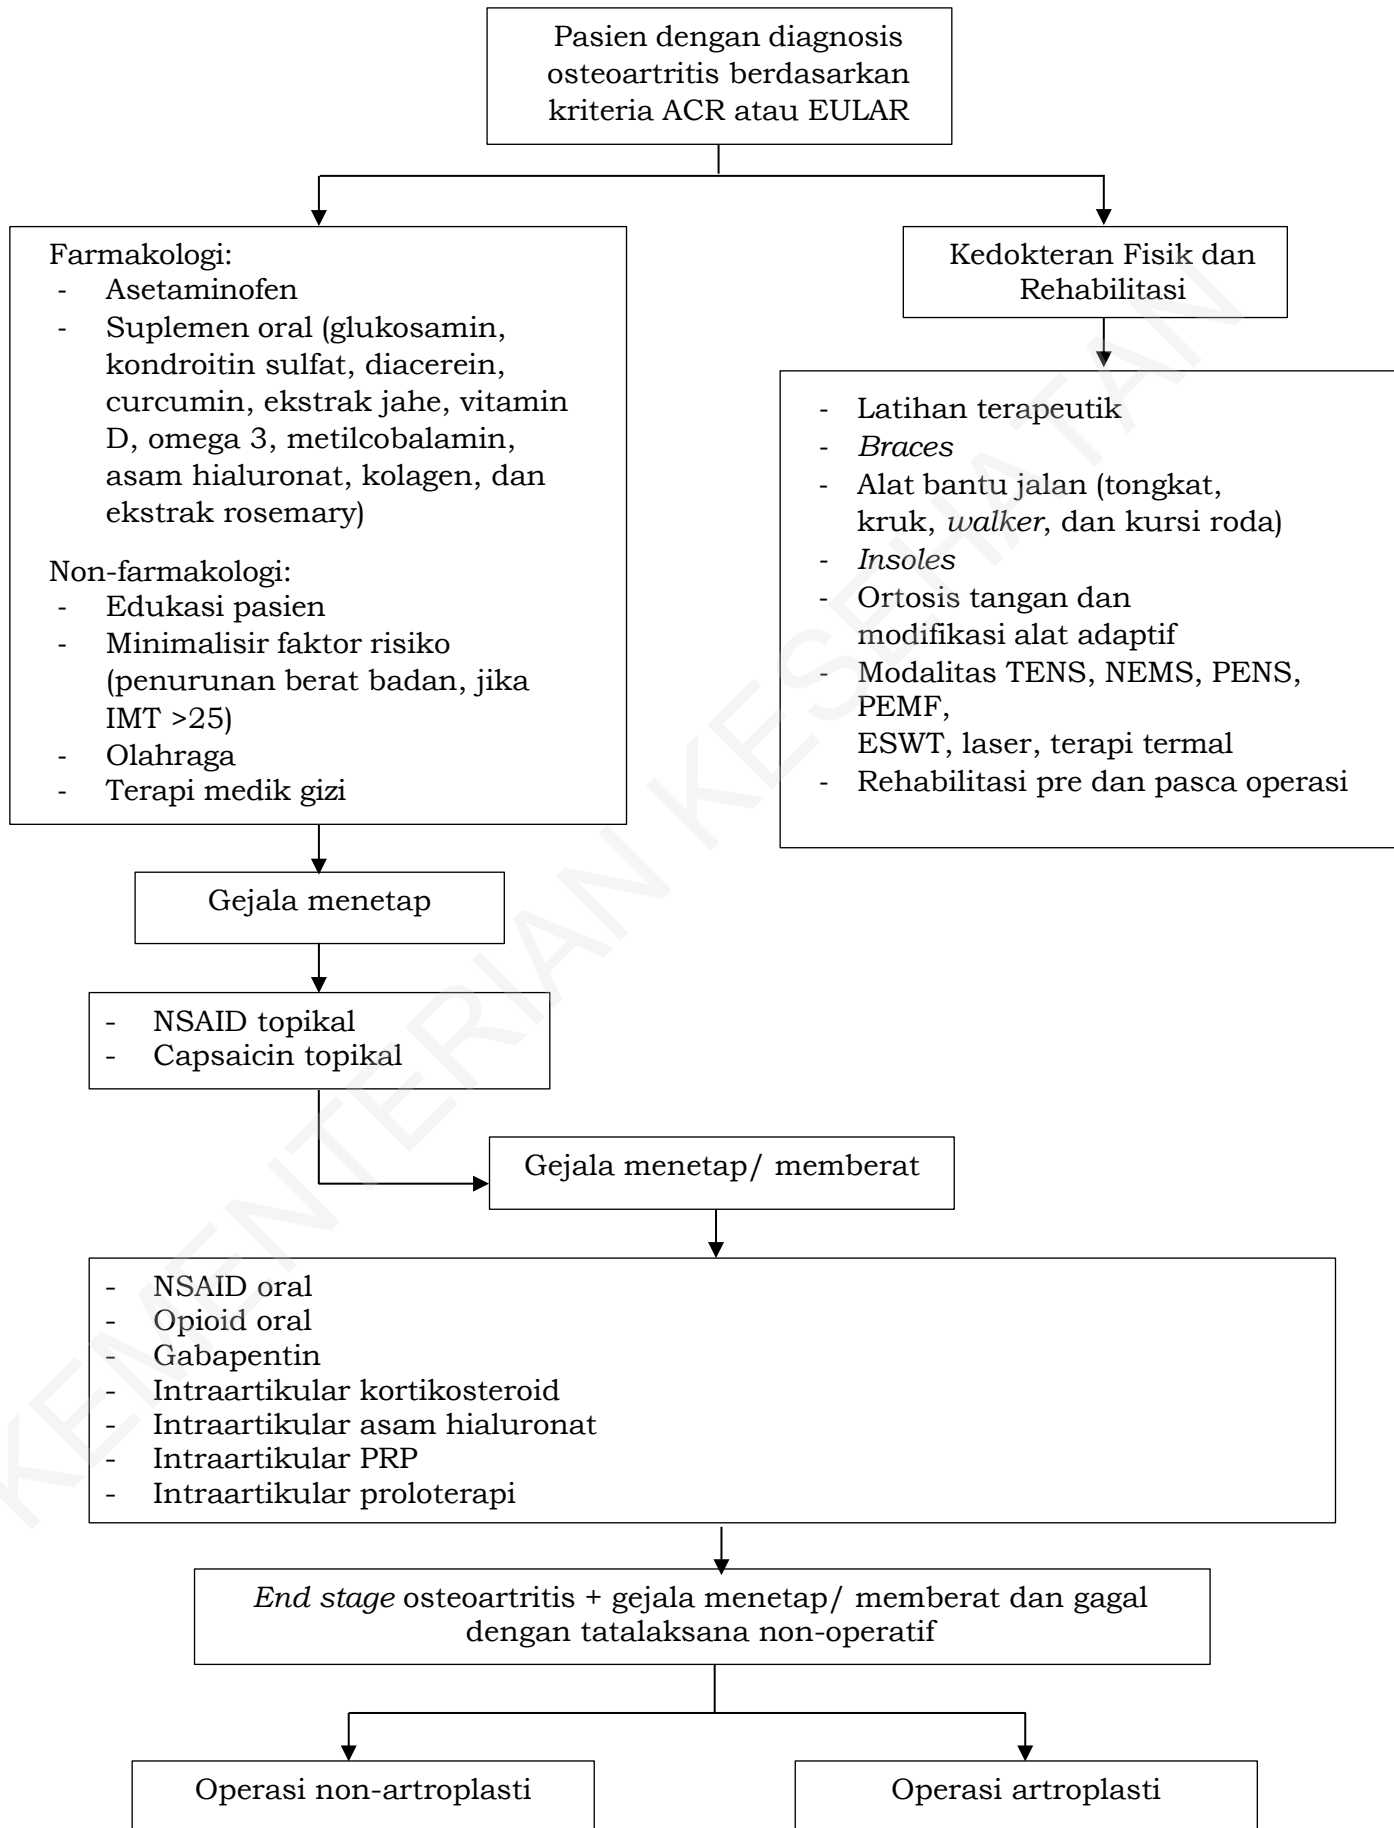 Pasien dengan diagnosis
osteoartritis berdasarkan
kriteria ACR atau EULAR
Farmakologi:
- Asetaminofen
- Suplemen oral (glukosamin,
kondroitin sulfat, diacerein,
curcumin, ekstrak jahe, vitamin
D, omega 3, metilcobalamin,
asam hialuronat, kolagen, dan
ekstrak rosemary)
Non-farmakologi:
- Edukasi pasien
- Minimalisir faktor risiko
(penurunan berat badan, jika
IMT >25)
- Olahraga
- Terapi medik gizi
Kedokteran Fisik dan
Rehabilitasi
- Latihan terapeutik
- Braces
- Alat bantu jalan (tongkat,
kruk, walker, dan kursi roda)
- Insoles
- Ortosis tangan dan
modifikasi alat adaptif
- Modalitas TENS, NEMS, PENS,
PEMF,
ESWT, laser, terapi termal
- Rehabilitasi pre dan pasca operasi
Gejala menetap
- NSAID topikal
- Capsaicin topikal
Gejala menetap/ memberat
- NSAID oral
- Opioid oral
- Gabapentin
- Intraartikular kortikosteroid
- Intraartikular asam hialuronat
- Intraartikular PRP
- Intraartikular proloterapi
End stage osteoartritis + gejala menetap/ memberat dan gagal
dengan tatalaksana non-operatif
Operasi non-artroplasti
Operasi artroplasti
KEMENTERIAN KESEHATAN